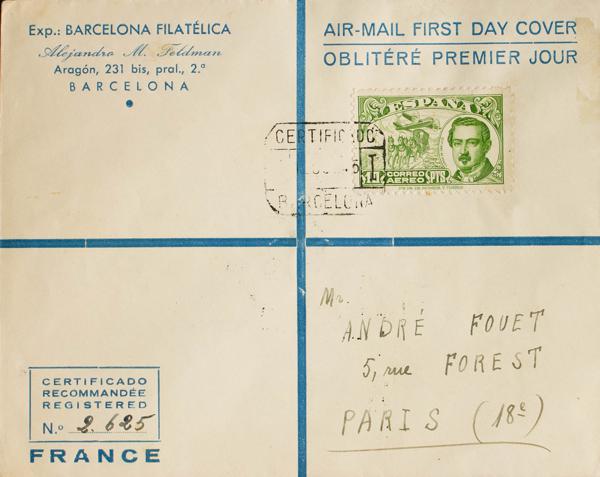 Exp.: BARCELONA FILATÉLICA
Alejandro M. Feldman
Aragón, 231 bis, pral., 2.ª
BARCELONA
AIR-MAIL FIRST DAY COVER
OBLITÉRÉ PREMIER JOUR
ESPAÑA
CORREO
AEREO
PTS
CERTIFICADO
BARCELONA
Mr.
ANDRÉ FOUET
5, rue FOREST
PARIS (18e)
CERTIFICADO
RECOMMANDÉE
REGISTERED
N.º 2.625
FRANCE